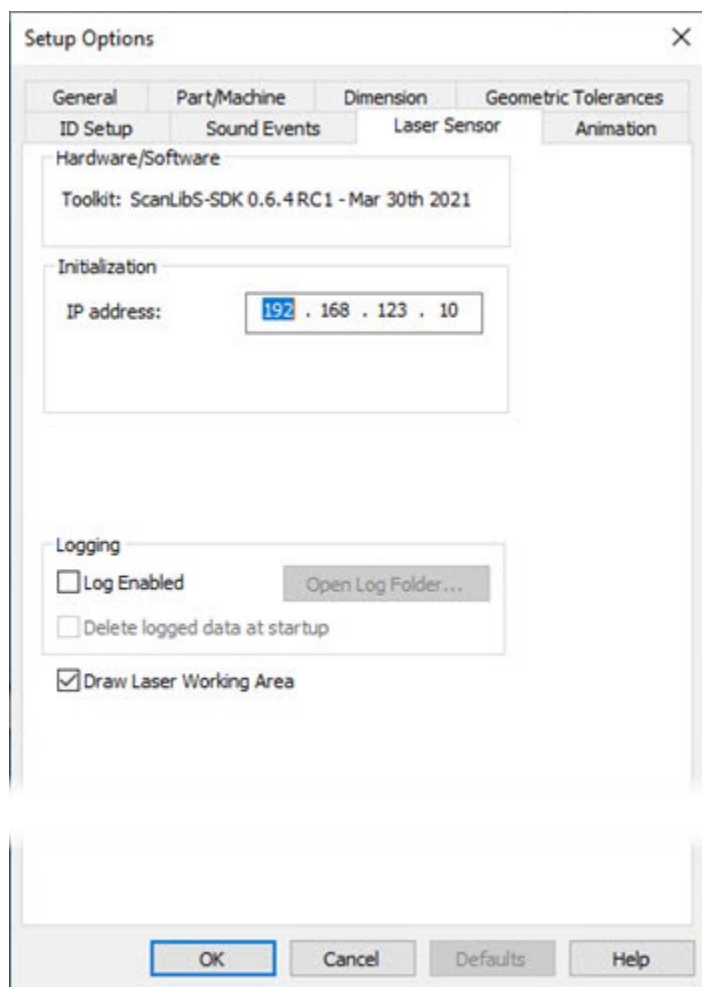 Setup Options
General Part/Machine Dimension Geometric Tolerances
ID Setup Sound Events Laser Sensor Animation
Hardware/Software
Toolkit: ScanLibS-SDK 0.6.4 RC1 - Mar 30th 2021
Initialization
IP address: 192 . 168 . 123 . 10
Logging
Log Enabled Open Log Folder...
Delete logged data at startup
Draw Laser Working Area
OK Cancel Defaults Help